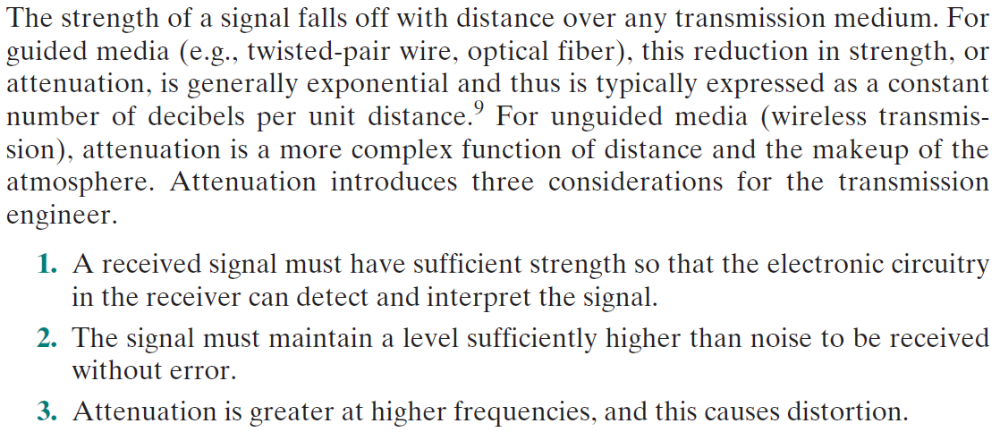 The strength of a signal falls off with distance over any transmission medium. For
guided media (e.g., twisted-pair wire, optical fiber), this reduction in strength, or
attenuation, is generally exponential and thus is typically expressed as a constant
number of decibels per unit distance.⁹ For unguided media (wireless transmis-
sion), attenuation is a more complex function of distance and the makeup of the
atmosphere. Attenuation introduces three considerations for the transmission
engineer.
1. A received signal must have sufficient strength so that the electronic circuitry
in the receiver can detect and interpret the signal.
2. The signal must maintain a level sufficiently higher than noise to be received
without error.
3. Attenuation is greater at higher frequencies, and this causes distortion.